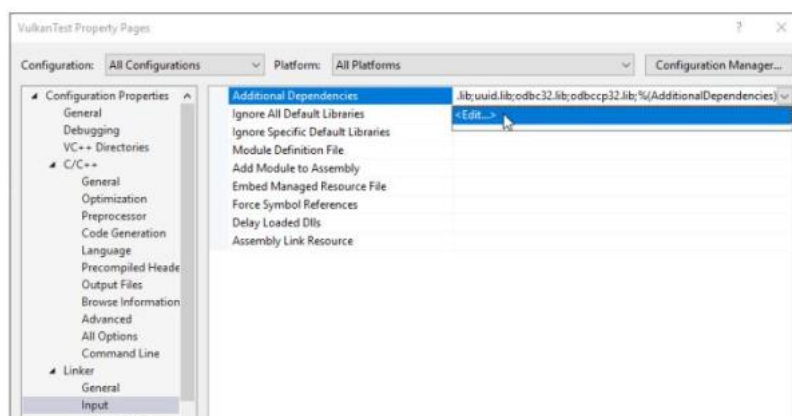 VulkanTest Property Pages
Configuration: All Configurations Platform: All Platforms Configuration Manager...
Configuration Properties
General
Debugging
VC++ Directories
C/C++
General
Optimization
Preprocessor
Code Generation
Language
Precompiled Heade
Output Files
Browse Information
Advanced
All Options
Command Line
Linker
General
Input
Additional Dependencies .lib;uuid.lib;odbc32.lib;odbccp32.lib;%(AdditionalDependencies)
Ignore All Default Libraries <Edit...>
Ignore Specific Default Libraries
Module Definition File
Add Module to Assembly
Embed Managed Resource File
Force Symbol References
Delay Loaded Dlls
Assembly Link Resource